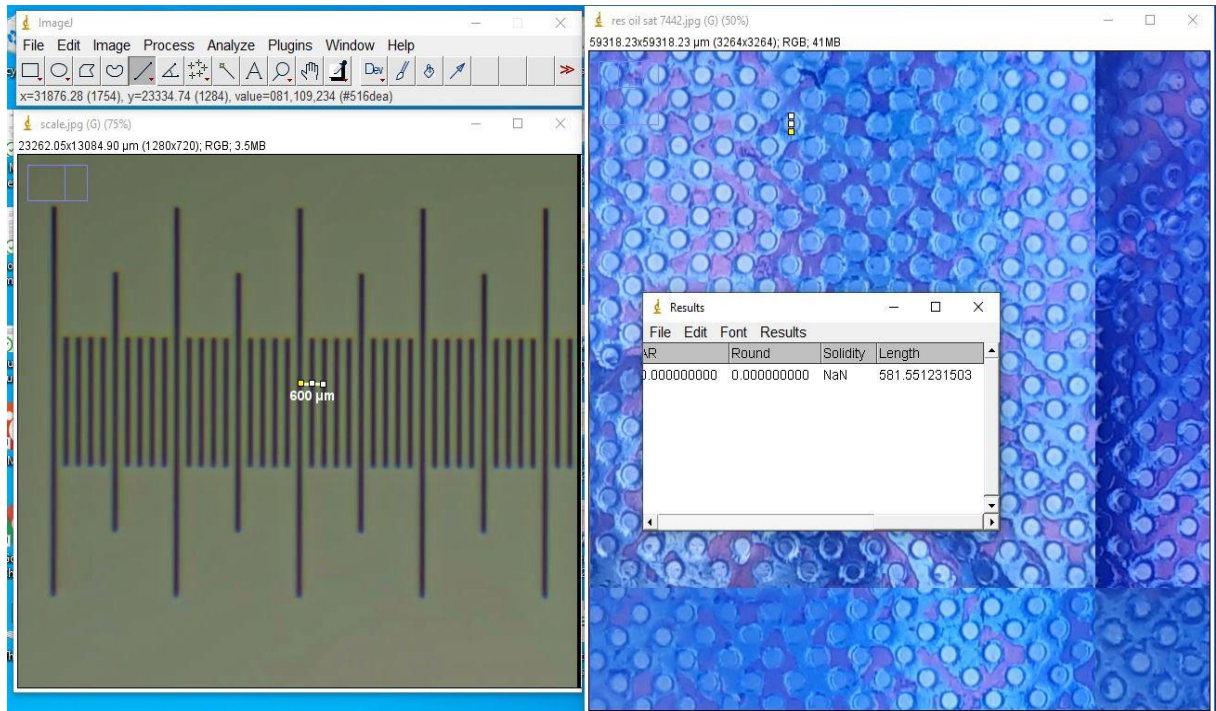 ImageJ
File Edit Image Process Analyze Plugins Window Help
Dev
x=31876.28 (1754), y=23334.74 (1284), value=081,109,234 (#516dea)
scale.jpg (G) (75%)
23262.05x13084.90 µm (1280x720); RGB; 3.5MB
600 µm
res oil sat 7442.jpg (G) (50%)
59318.23x59318.23 µm (3264x3264); RGB; 41MB
Results
File Edit Font Results
AR Round Solidity Length
0.000000000 0.000000000 NaN 581.551231503